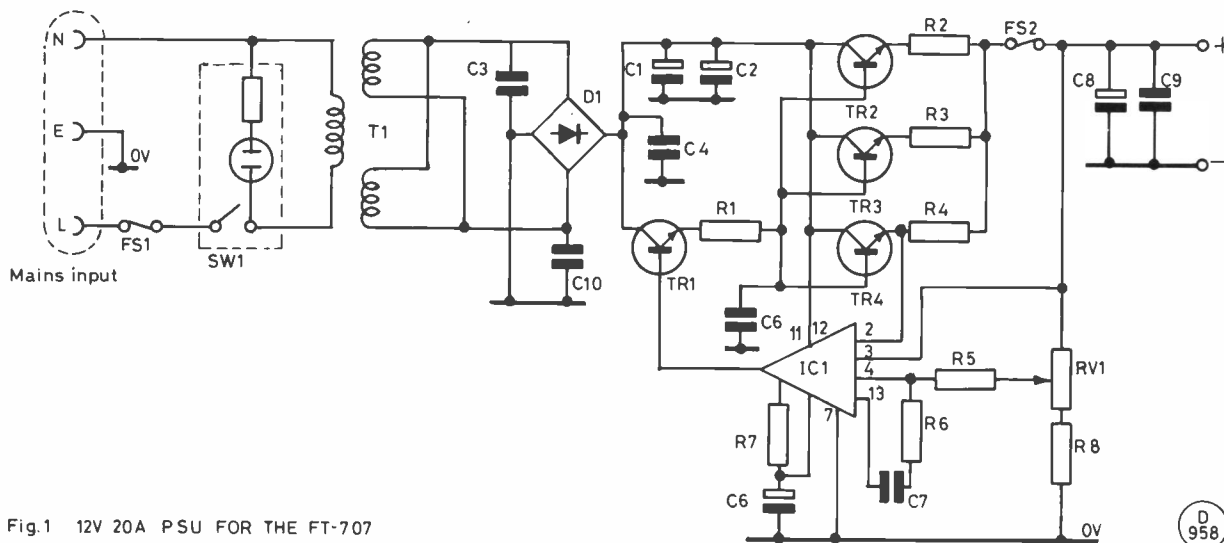 N
R2
FS2
+
C3
C1
C2
C8
C9
D1
TR2
E
T1
R3
0V
C4
TR3
R1
R4
L
FS1
SW1
Mains input
C10
TR1
TR4
C6
11
12
2
3
4
13
7
IC1
R5
RV1
R7
R6
R8
C6
C7
0V
Fig.1 12V 20A PSU FOR THE FT-707
D
958
−